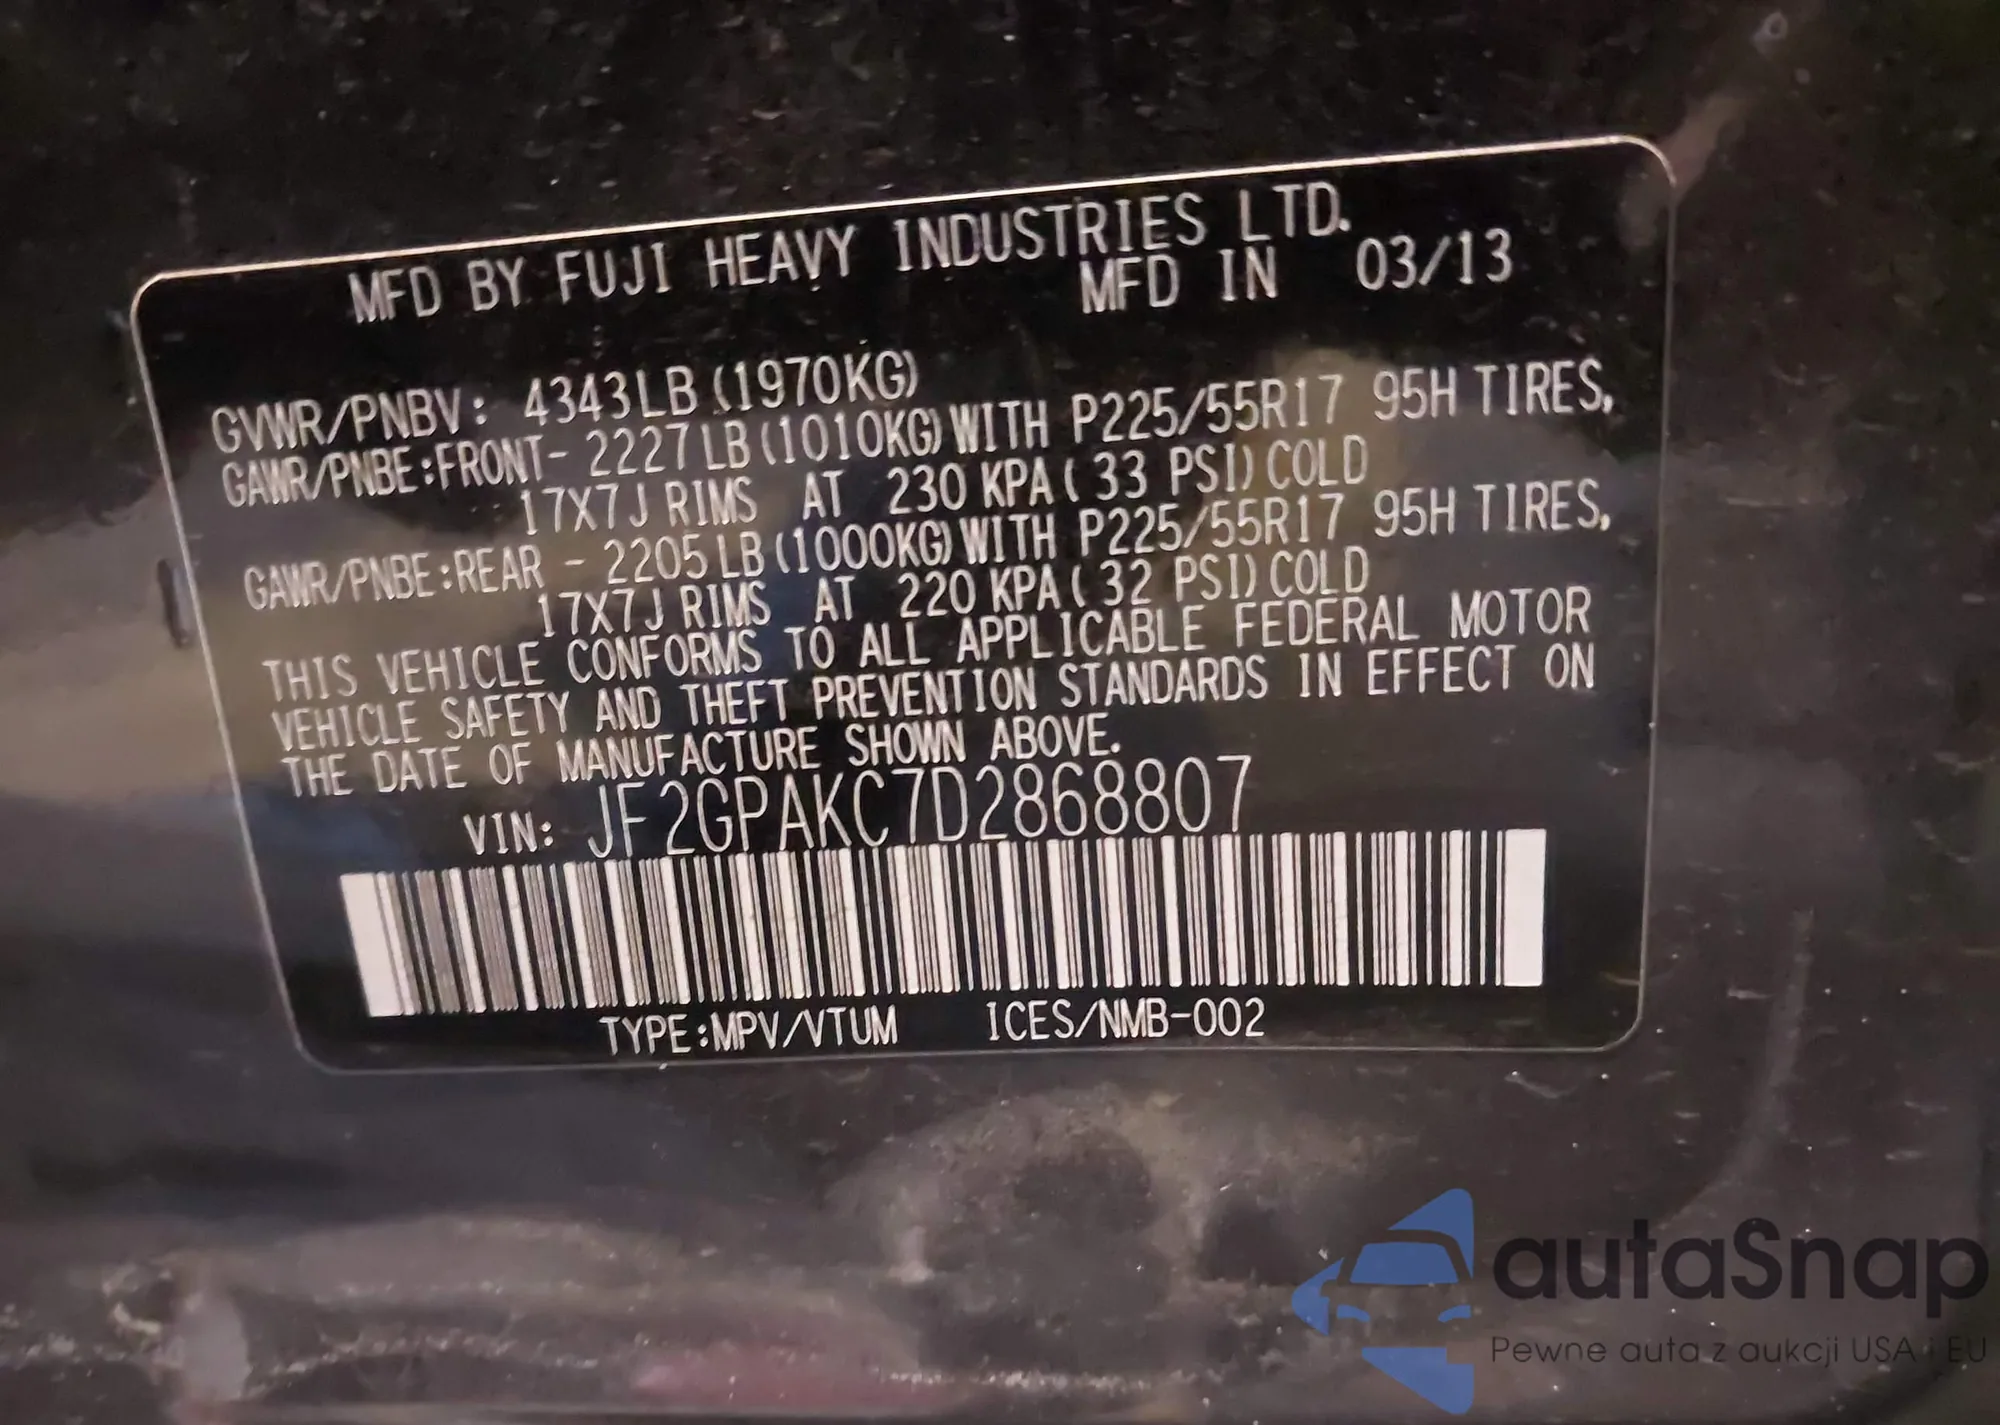 MFD BY FUJI HEAVY INDUSTRIES LTD.
MFD IN 03/13
GVWR/PNBV: 4343LB(1970KG)
GAWR/PNBE:FRONT- 2227LB(1010KG)WITH P225/55R17 95H TIRES,
17X7J RIMS AT 230 KPA( 33 PSI)COLD
GAWR/PNBE:REAR - 2205LB(1000KG)WITH P225/55R17 95H TIRES,
17X7J RIMS AT 220 KPA( 32 PSI)COLD
THIS VEHICLE CONFORMS TO ALL APPLICABLE FEDERAL MOTOR
VEHICLE SAFETY AND THEFT PREVENTION STANDARDS IN EFFECT ON
THE DATE OF MANUFACTURE SHOWN ABOVE.
VIN: JF2GPAKC7D2868807
TYPE:MPV/VTUM ICES/NMB-002
autaSnap
Pewne auta z aukcji USA i EU